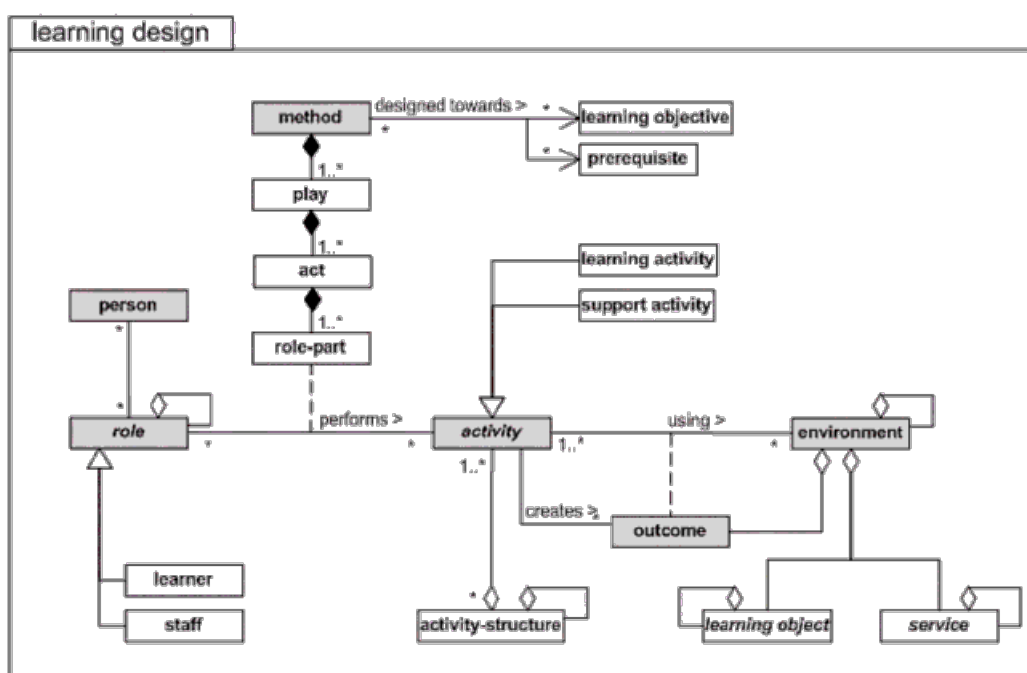 learning design
method
designed towards >
*
*
learning objective
*
prerequisite
1..*
play
1..*
act
1..*
role-part
learning activity
support activity
person
*
*
role
*
performs >
*
activity
1..*
using >
*
environment
1..*
creates >
outcome
learner
staff
*
activity-structure
learning object
service